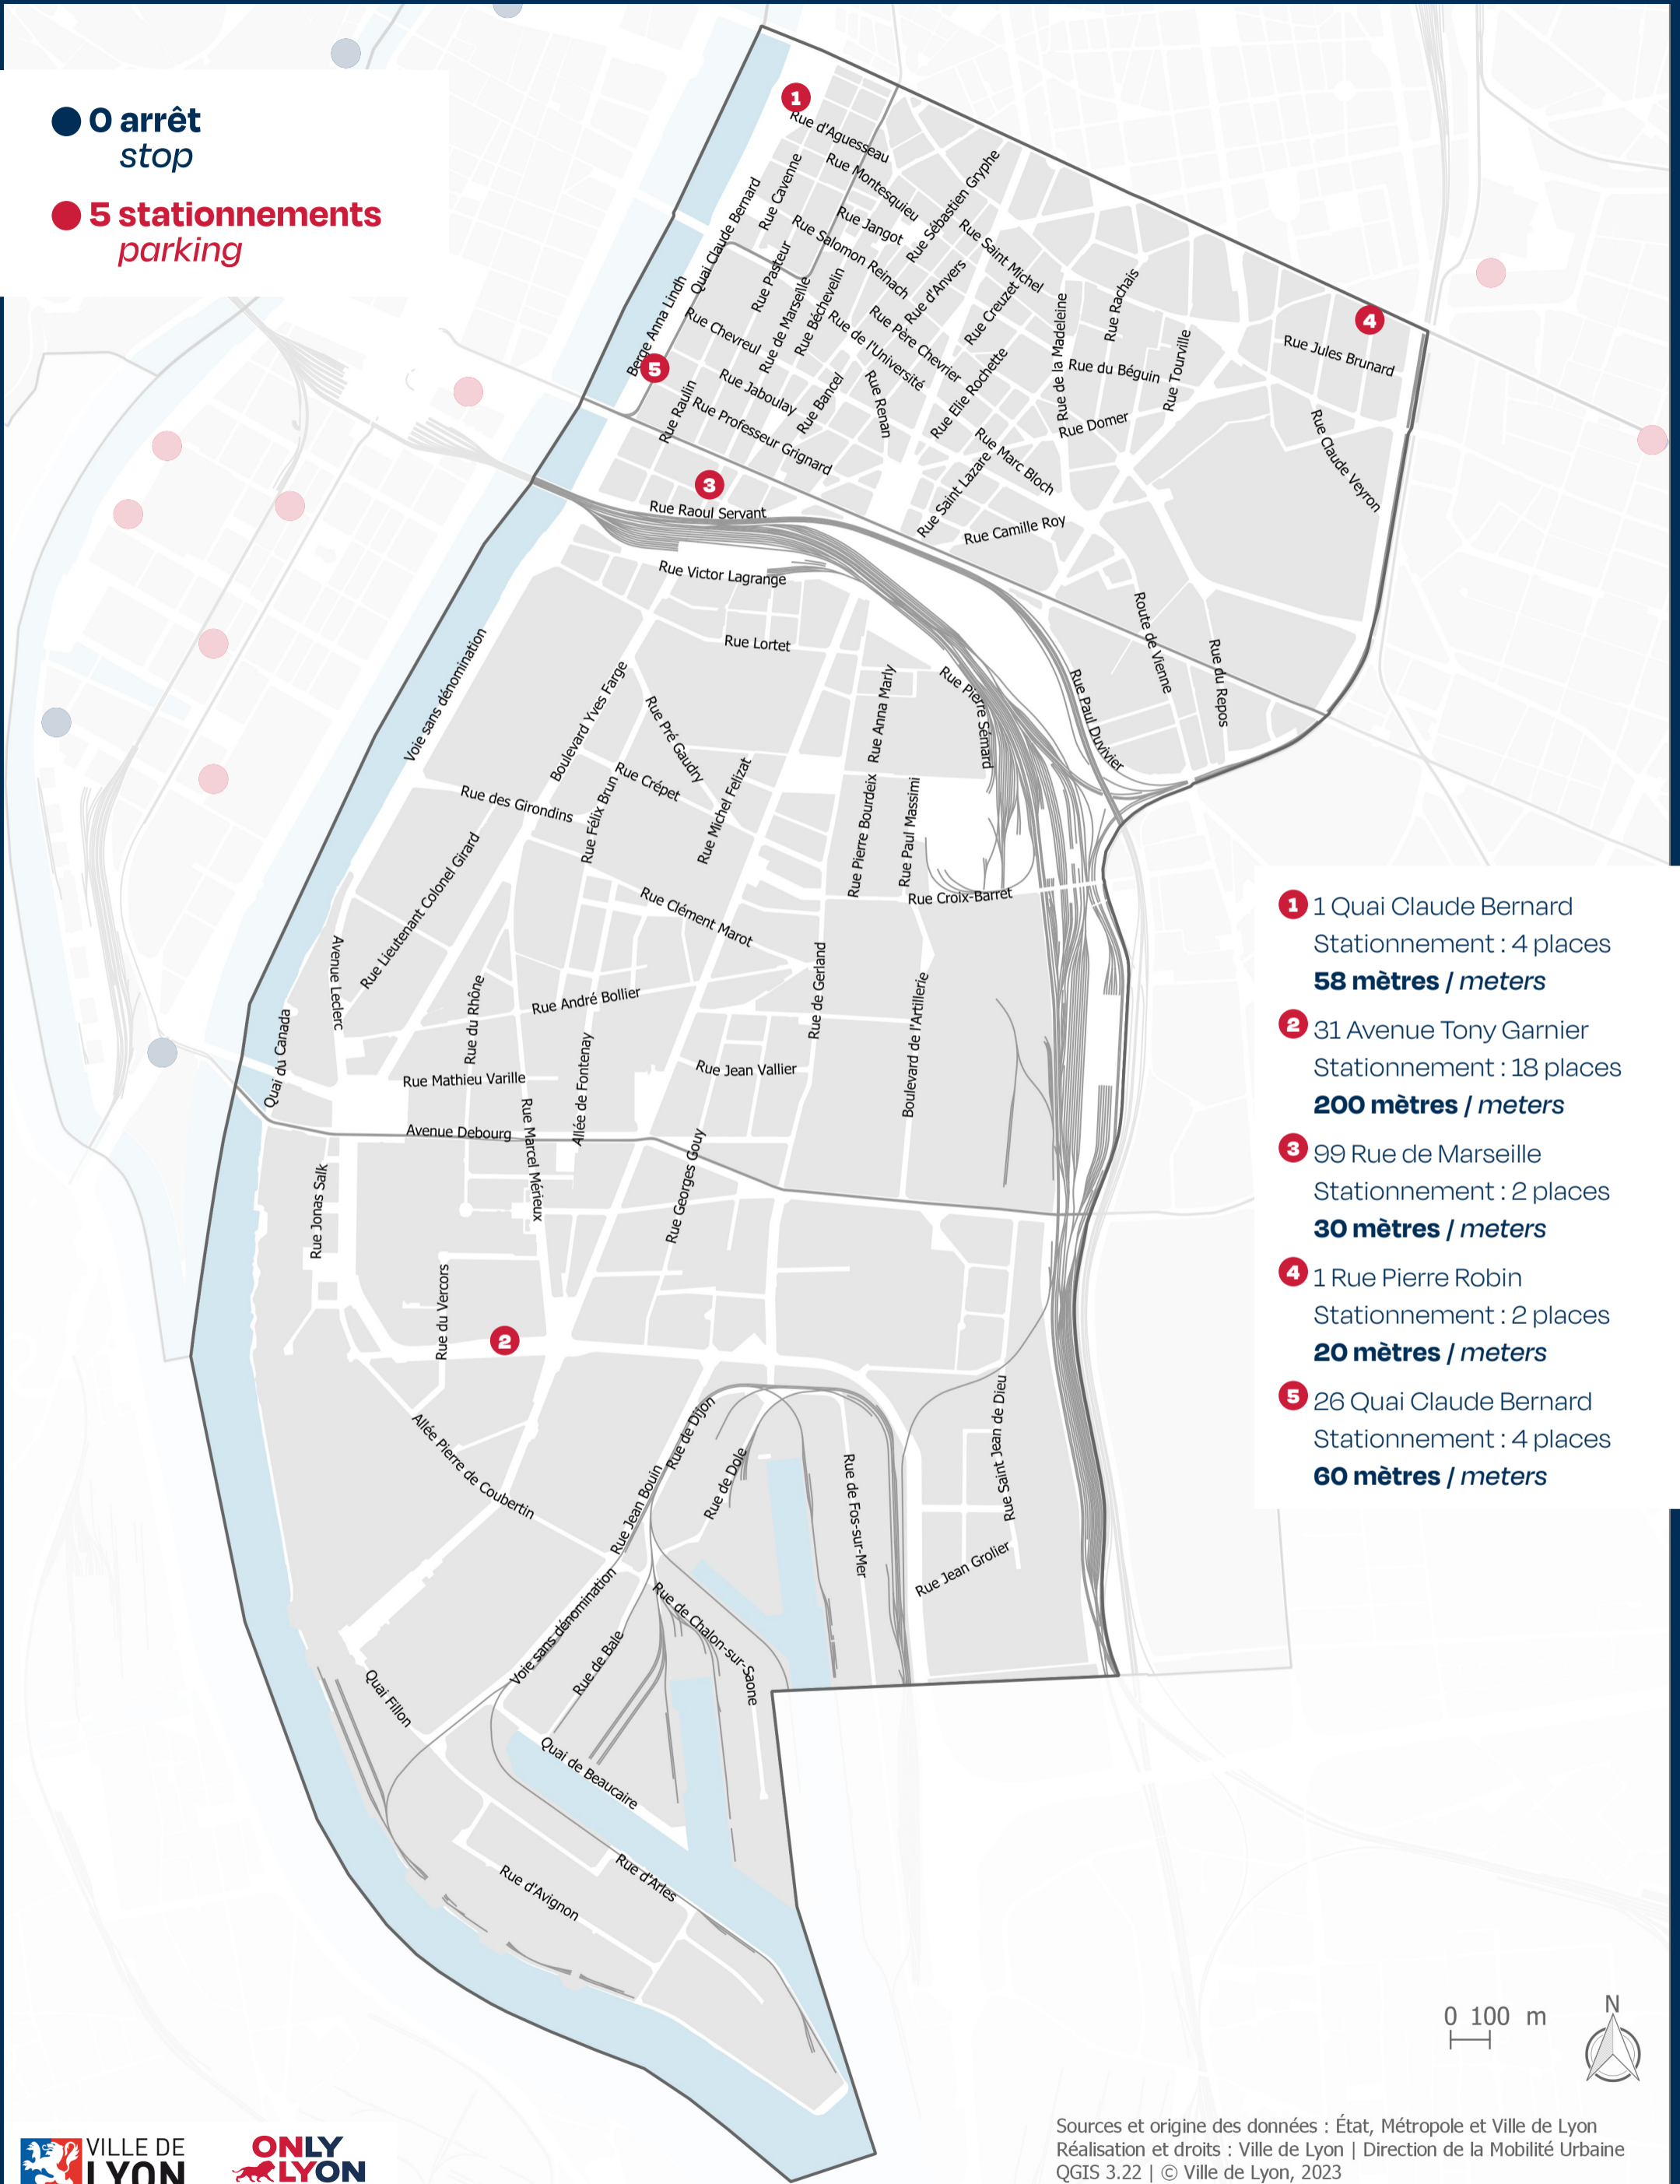 0 arrêt
stop
5 stationnements
parking
1
Rue d'Aguesseau
Rue Montesquieu
Rue Cavenne
Rue Sébastien Gryphe
Quai Claude Bernard
Rue Jangot
Rue Salomon Reinach
Rue Saint Michel
Rue Pasteur
Rue d'Anvers
Rue Rachais
Berge Anna Lindh
Rue de Marseille
Rue Béchevelin
Rue Creuzet
Rue de la Madeleine
4
Rue Chevreul
Rue de l'Université
Rue Père Chevrier
Rue Tourville
Rue Jules Brunard
5
Rue Elie Rochette
Rue du Béguin
Rue Jaboulay
Rue Bancel
Rue Renan
Rue Raulin
Rue Professeur Grignard
Rue Domer
Rue Claude Veyron
Rue Marc Bloch
3
Rue Saint Lazare
Rue Raoul Servant
Rue Camille Roy
Rue Victor Lagrange
Rue Lortet
Route de Vienne
Rue du Repos
Voie sans dénomination
Boulevard Yves Farge
Rue Pré Gaudry
Rue Anna Marly
Rue Pierre Sémard
Rue Paul Duvivier
Rue Crépet
Rue Michel Felizat
Rue des Girondins
Rue Félix Brun
Rue Pierre Bourdeix
Rue Paul Massimi
Rue Lieutenant Colonel Girard
Rue Clément Marot
Rue Croix-Barret
Avenue Leclerc
Rue du Rhône
Rue André Bollier
Rue de Gerland
Boulevard de l'Artillerie
Quai du Canada
Rue Mathieu Varille
Allée de Fontenay
Rue Jean Vallier
Avenue Debourg
Rue Marcel Mérieux
Rue Georges Gouy
Rue Jonas Salk
Rue du Vercors
2
Allée Pierre de Coubertin
Rue de Dijon
Rue Saint Jean de Dieu
Rue Jean Bouin
Rue de Dole
Rue de Fos-sur-Mer
Rue Jean Grolier
Voie sans dénomination
Rue de Bale
Rue de Chalon-sur-Saone
Quai Fillon
Quai de Beaucaire
Rue d'Avignon
Rue d'Arles
1 1 Quai Claude Bernard
Stationnement : 4 places
58 mètres / meters
2 31 Avenue Tony Garnier
Stationnement : 18 places
200 mètres / meters
3 99 Rue de Marseille
Stationnement : 2 places
30 mètres / meters
4 1 Rue Pierre Robin
Stationnement : 2 places
20 mètres / meters
5 26 Quai Claude Bernard
Stationnement : 4 places
60 mètres / meters
0 100 m
N
Sources et origine des données : État, Métropole et Ville de Lyon
Réalisation et droits : Ville de Lyon | Direction de la Mobilité Urbaine
QGIS 3.22 | © Ville de Lyon, 2023
VILLE DE
LYON
ONLY
LYON